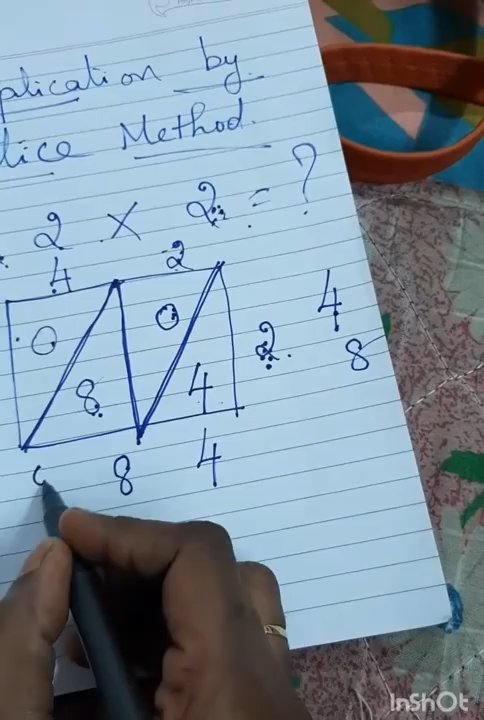 plication by
tice Method.
2 × 2 = ?
4 2
0 0 4
8 4 2. 8
8 4
InShOt